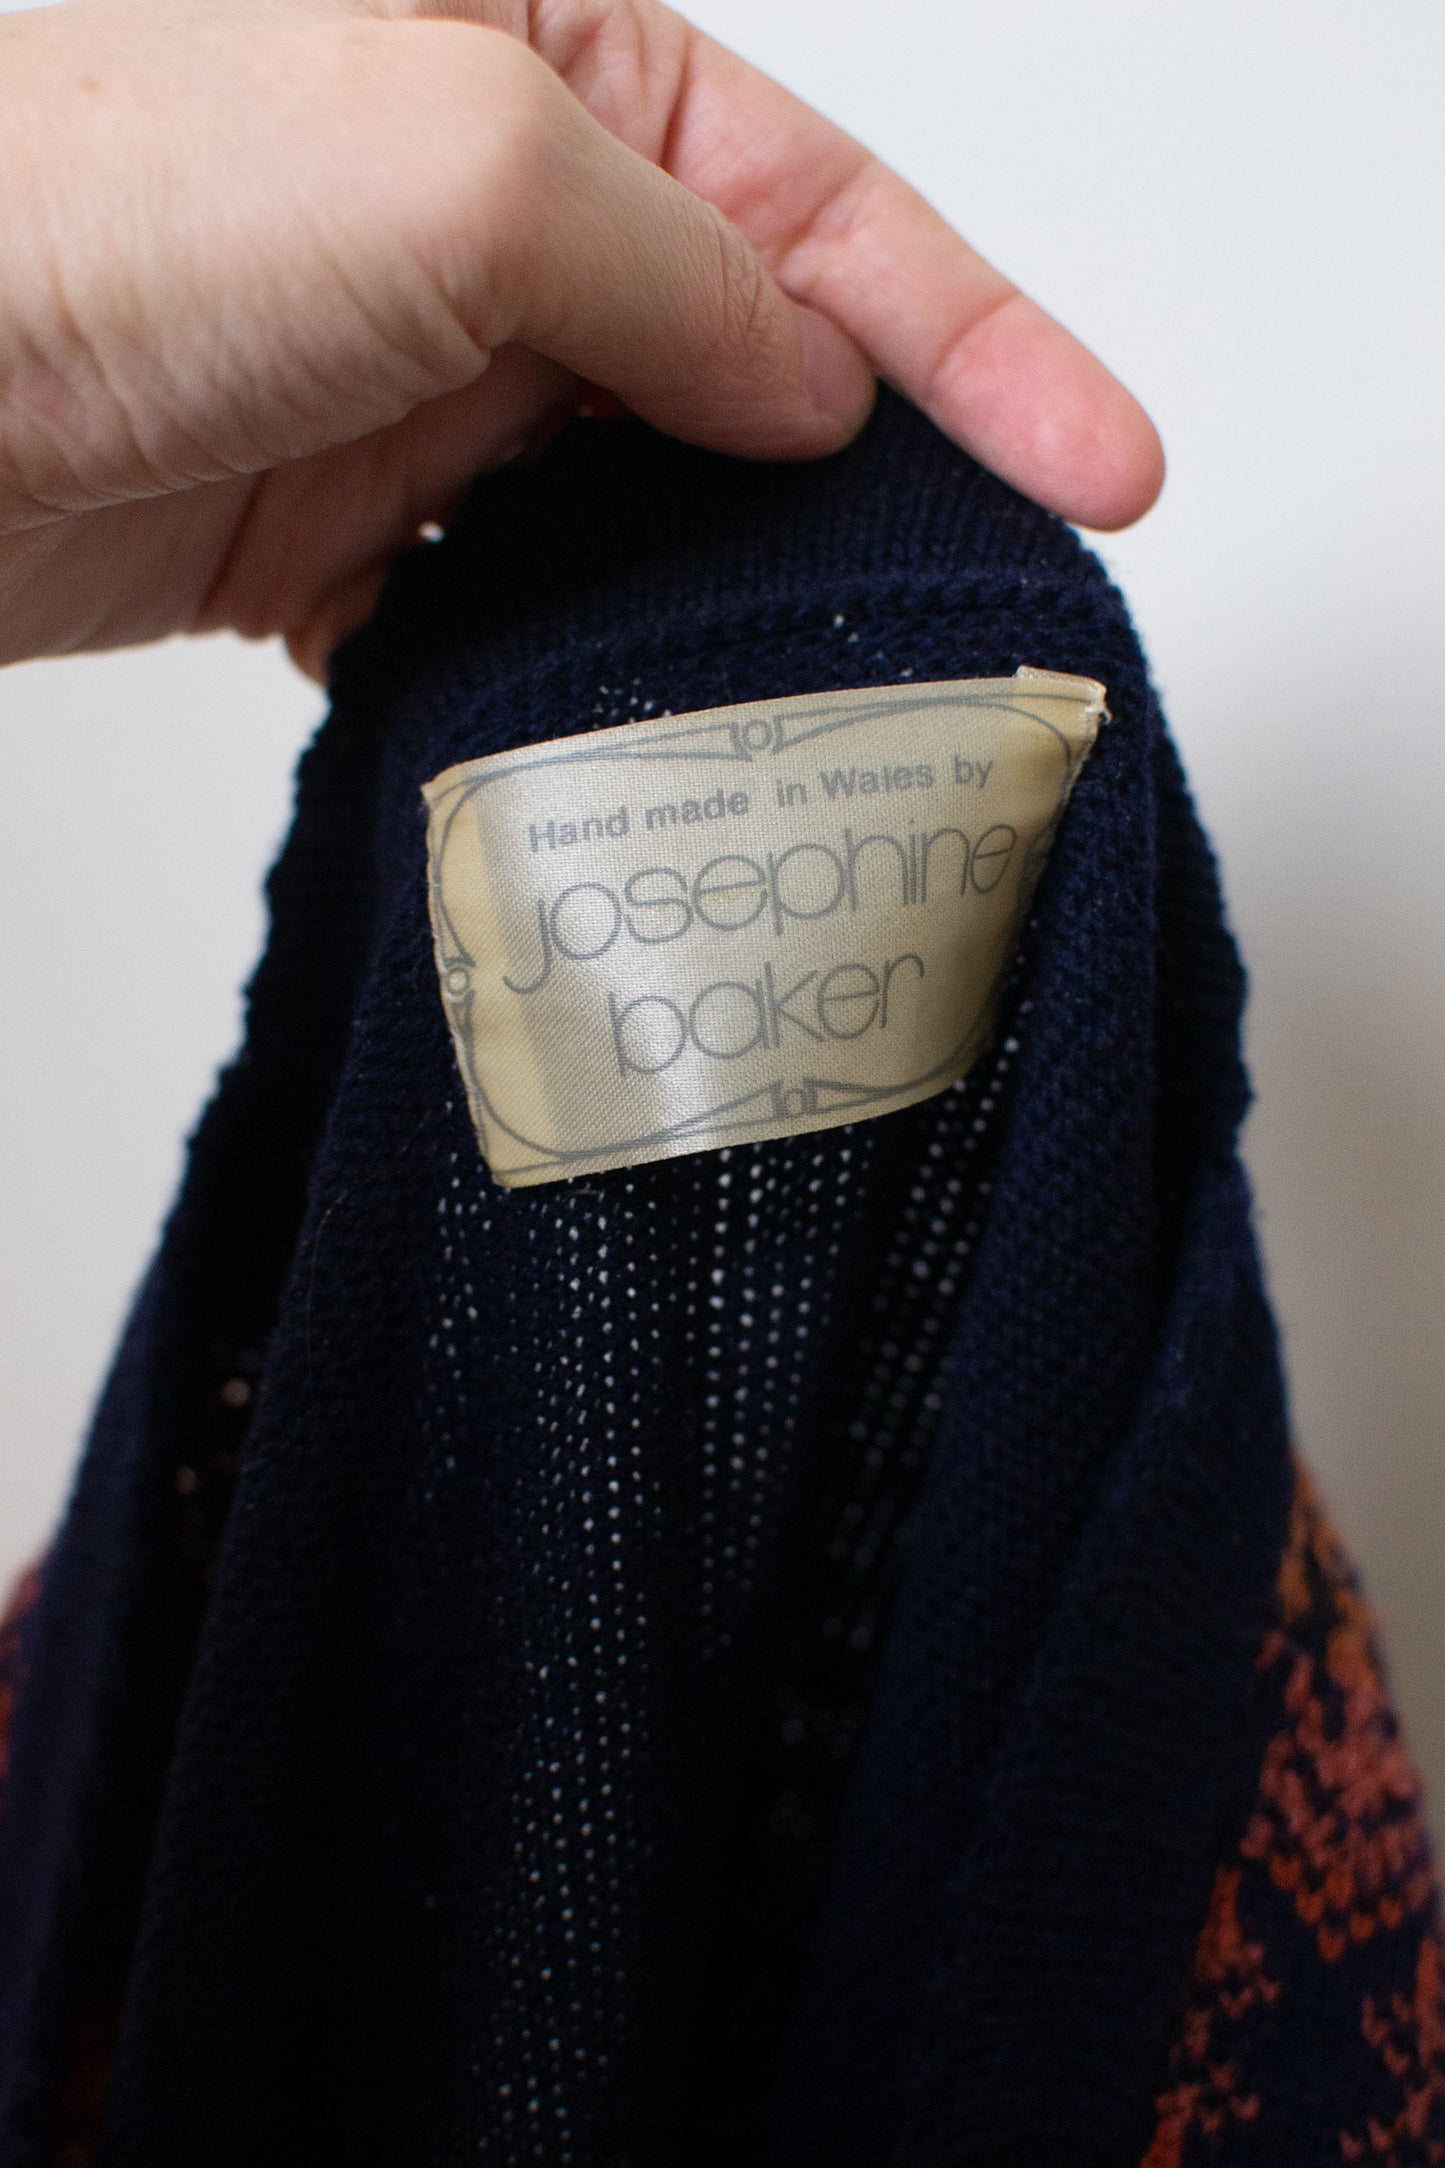 Hand made in Wales by
josephine
baker